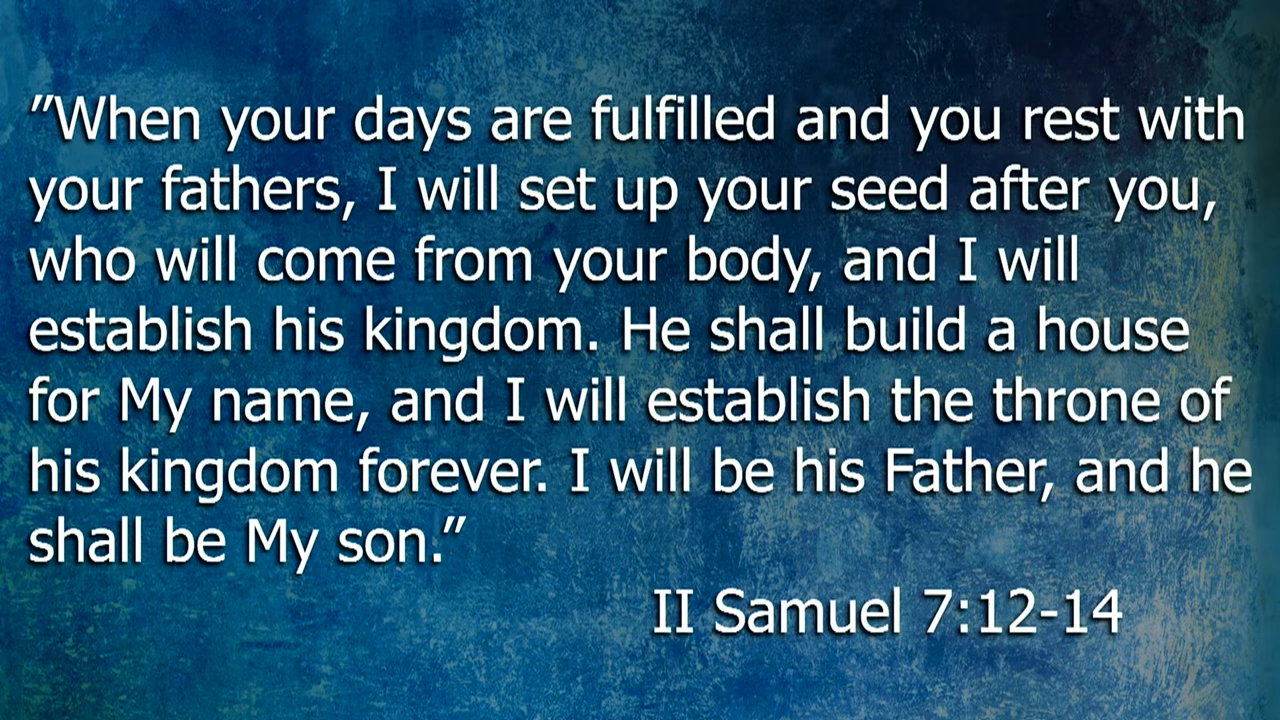 ”When your days are fulfilled and you rest with
your fathers, I will set up your seed after you,
who will come from your body, and I will
establish his kingdom. He shall build a house
for My name, and I will establish the throne of
his kingdom forever. I will be his Father, and he
shall be My son.”
II Samuel 7:12-14